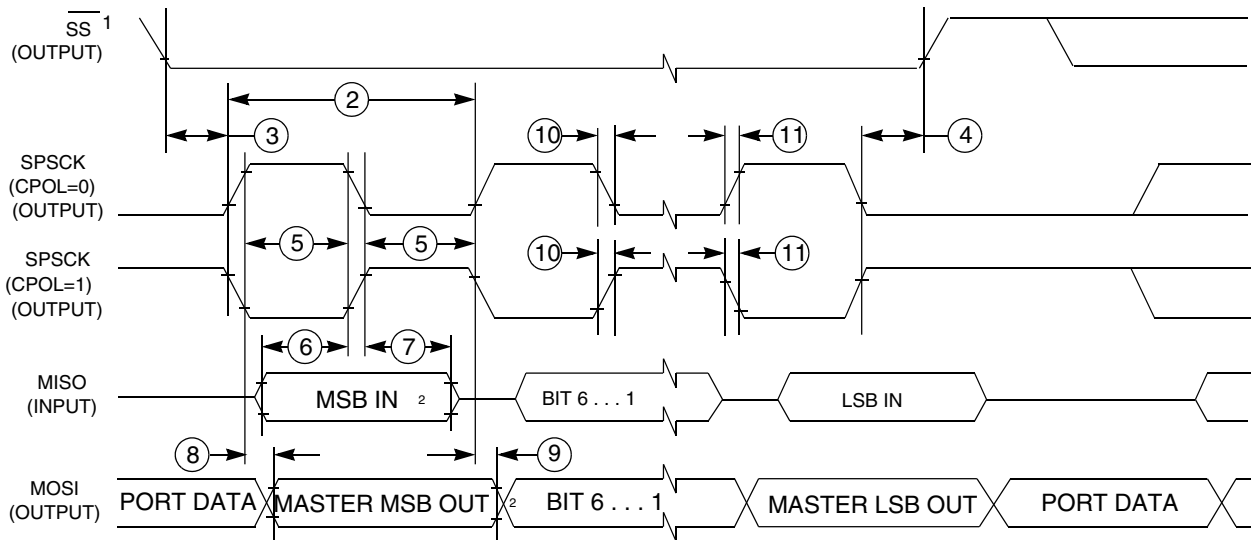 SS 1
(OUTPUT)
2
3
10
11
4
SPSCK
(CPOL=0)
(OUTPUT)
5
5
SPSCK
(CPOL=1)
(OUTPUT)
10
11
6
7
MISO
(INPUT)
MSB IN 2
BIT 6 . . . 1
LSB IN
8
9
MOSI
(OUTPUT)
PORT DATA
MASTER MSB OUT 2
BIT 6 . . . 1
MASTER LSB OUT
PORT DATA